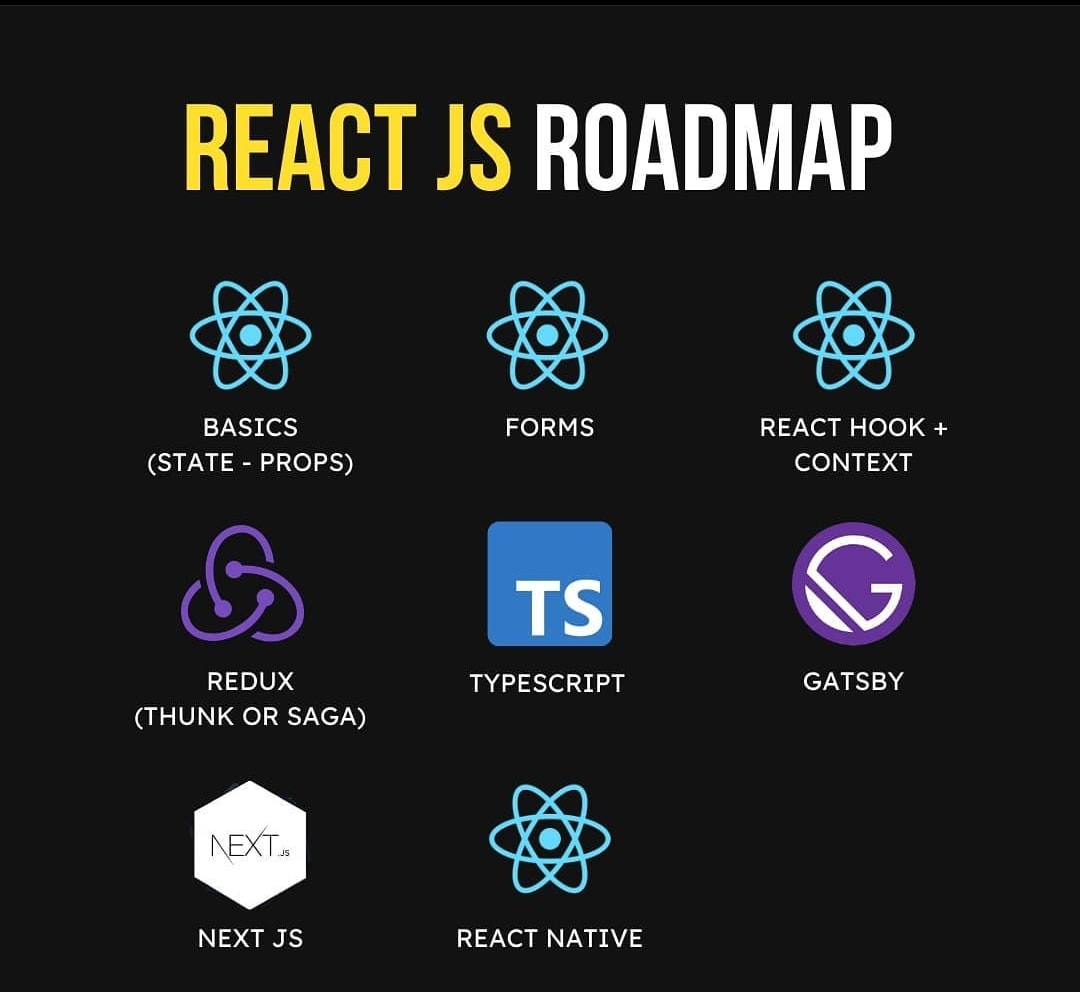 REACT JS ROADMAP
BASICS
(STATE - PROPS)
FORMS
REACT HOOK +
CONTEXT
REDUX
(THUNK OR SAGA)
TS
TYPESCRIPT
GATSBY
NEXT.JS
NEXT JS
REACT NATIVE